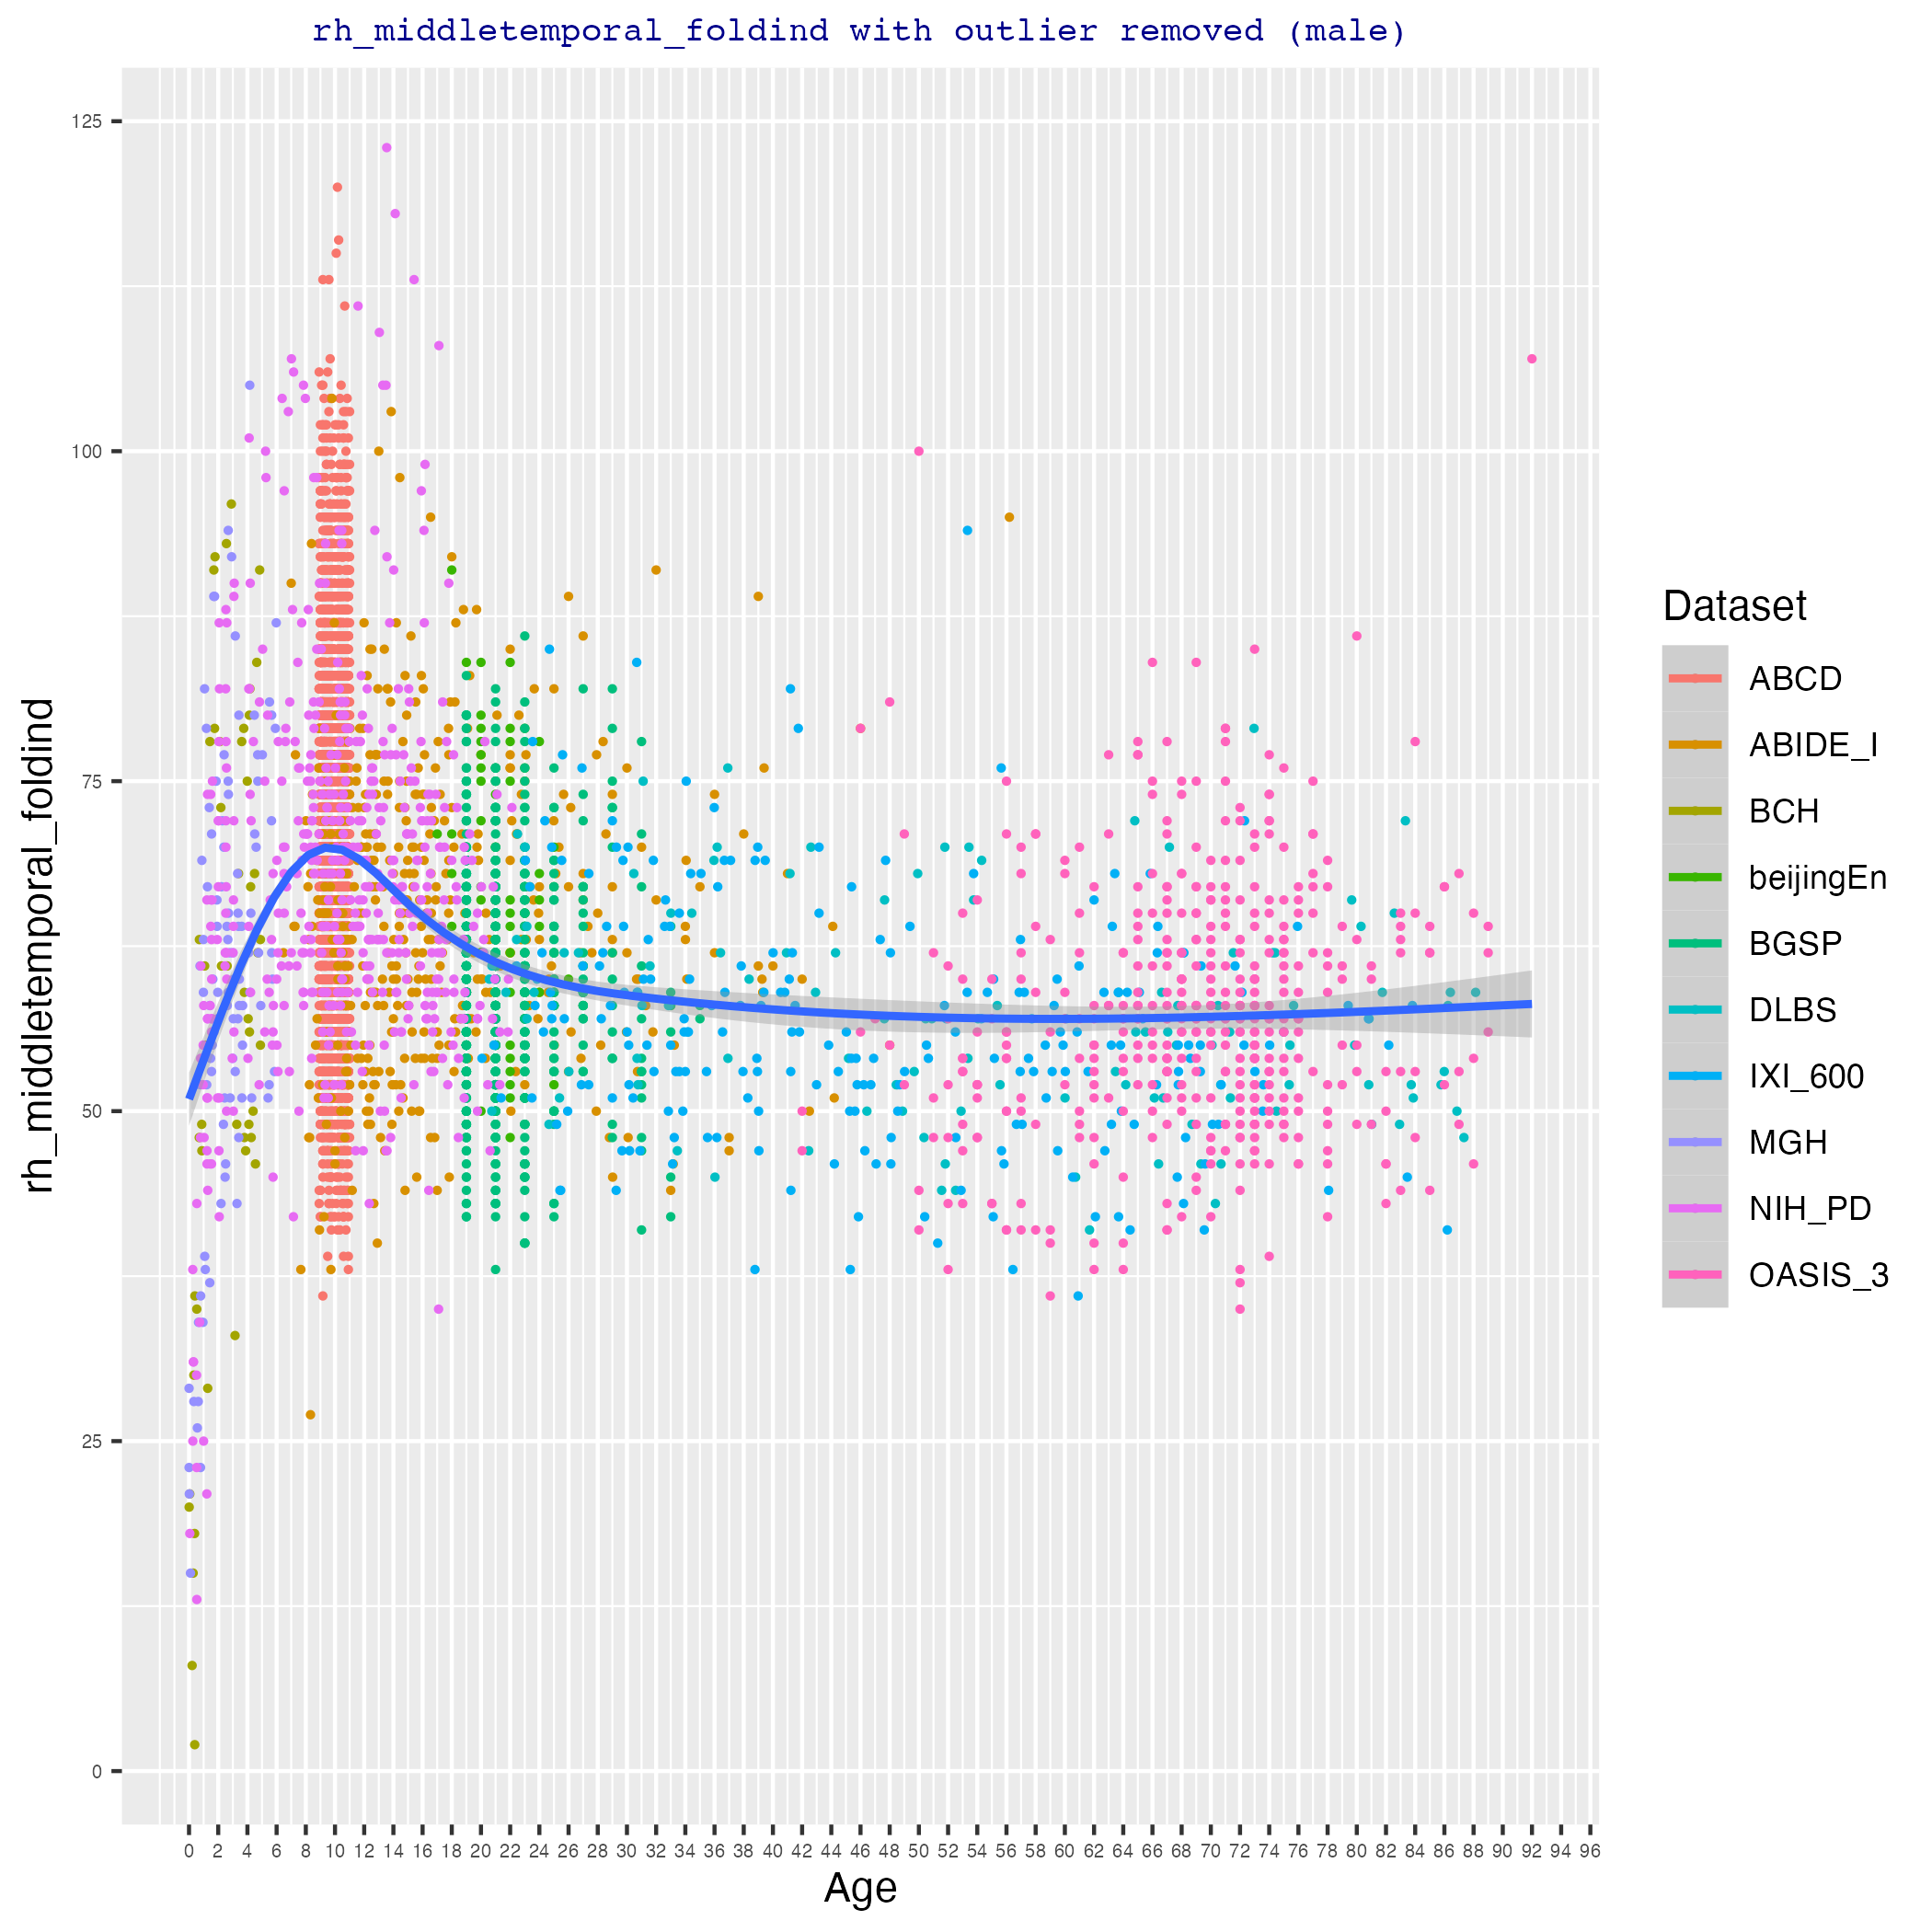 rh_middletemporal_foldind with outlier removed (male)
rh_middletemporal_foldind
125
100
75
50
25
0
0 2 4 6 8 10 12 14 16 18 20 22 24 26 28 30 32 34 36 38 40 42 44 46 48 50 52 54 56 58 60 62 64 66 68 70 72 74 76 78 80 82 84 86 88 90 92 94 96
Age
Dataset
ABCD
ABIDE_I
BCH
beijingEn
BGSP
DLBS
IXI_600
MGH
NIH_PD
OASIS_3